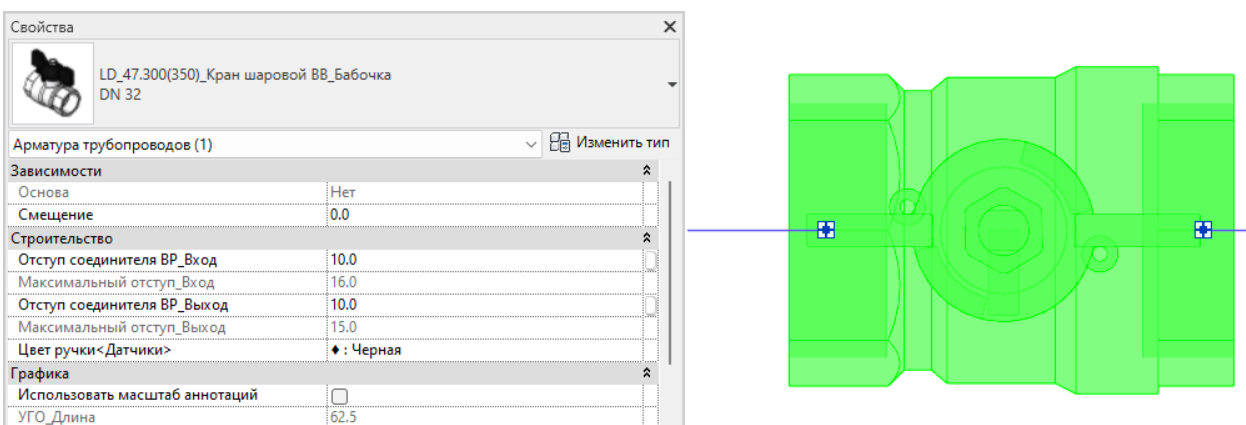 Свойства
LD_47.300(350)_Кран шаровой ВВ_Бабочка
DN 32
Арматура трубопроводов (1)
Изменить тип
Зависимости
Основа Нет
Смещение 0.0
Строительство
Отступ соединителя ВР_Вход 10.0
Максимальный отступ_Вход 16.0
Отступ соединителя ВР_Выход 10.0
Максимальный отступ_Выход 15.0
Цвет ручки<Датчики> ♦ : Черная
Графика
Использовать масштаб аннотаций
УГО_Длина 62.5